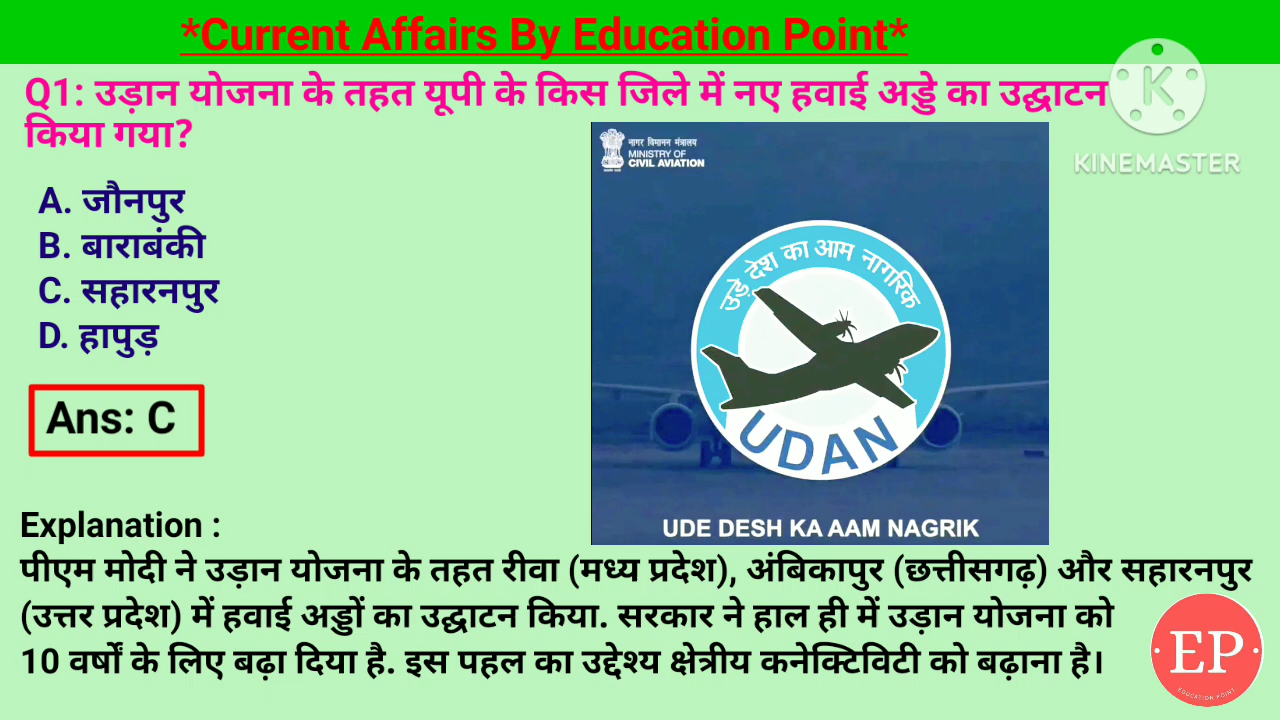 *Current Affairs By Education Point*
Q1: उड़ान योजना के तहत यूपी के किस जिले में नए हवाई अड्डे का उद्घाटन
किया गया?
K
KINEMASTER
A. जौनपुर
B. बाराबंकी
C. सहारनपुर
D. हापुड़
Ans: C
नागर विमानन मंत्रालय
MINISTRY OF
CIVIL AVIATION
उड़े देश का आम नागरिक
UDAN
UDE DESH KA AAM NAGRIK
Explanation :
पीएम मोदी ने उड़ान योजना के तहत रीवा (मध्य प्रदेश), अंबिकापुर (छत्तीसगढ़) और सहारनपुर
(उत्तर प्रदेश) में हवाई अड्डों का उद्घाटन किया. सरकार ने हाल ही में उड़ान योजना को
10 वर्षों के लिए बढ़ा दिया है. इस पहल का उद्देश्य क्षेत्रीय कनेक्टिविटी को बढ़ाना है।
EP
EDUCATION POINT